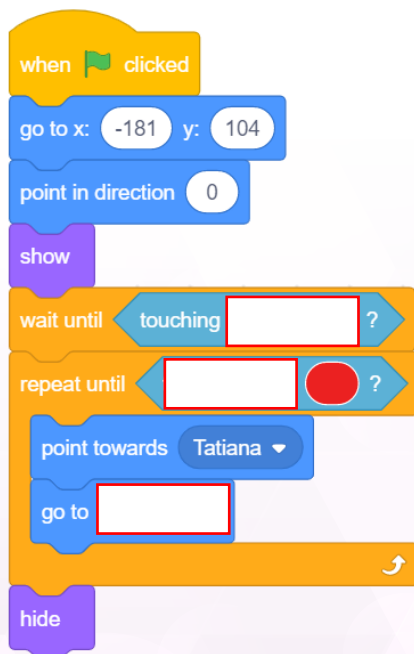 when clicked
go to x: -181 y: 104
point in direction 0
show
wait until touching ?
repeat until ?
point towards Tatiana
go to
hide